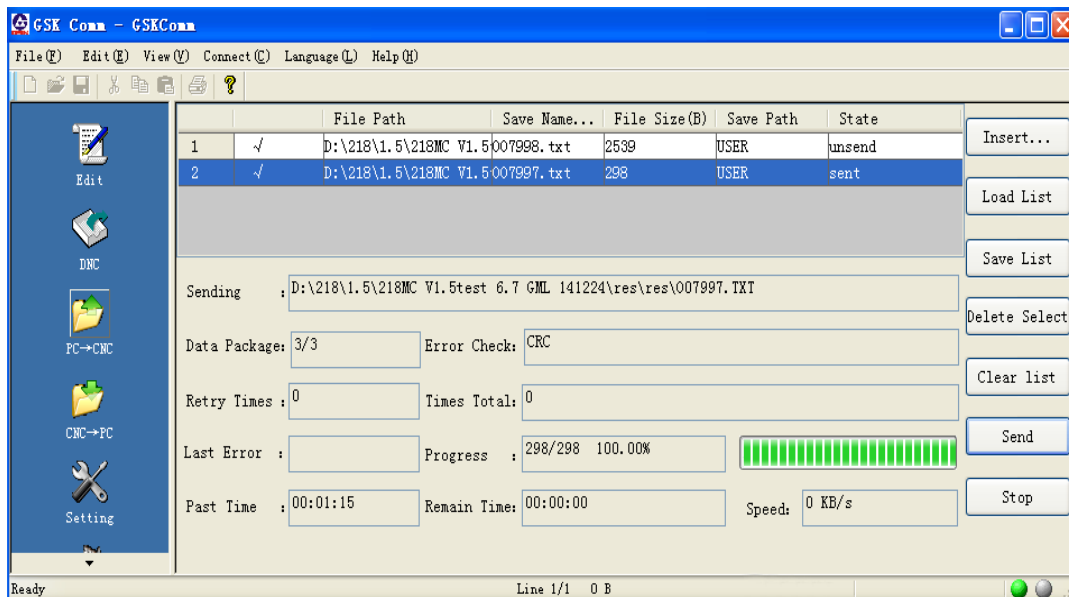 GSK Comm - GSKComm
File(F) Edit(E) View(V) Connect(C) Language(L) Help(H)
File Path Save Name... File Size(B) Save Path State
1 √ D:\218\1.5\218MC V1.5 007998.txt 2539 USER unsend
2 √ D:\218\1.5\218MC V1.5 007997.txt 298 USER sent
Edit
DNC
PC→CNC
CNC→PC
Setting
Insert...
Load List
Save List
Delete Select
Clear list
Send
Stop
Sending : D:\218\1.5\218MC V1.5test 6.7 GML 141224\res\res\007997.TXT
Data Package: 3/3 Error Check: CRC
Retry Times : 0 Times Total: 0
Last Error : Progress : 298/298 100.00%
Past Time : 00:01:15 Remain Time: 00:00:00 Speed: 0 KB/s
Ready Line 1/1 0 B